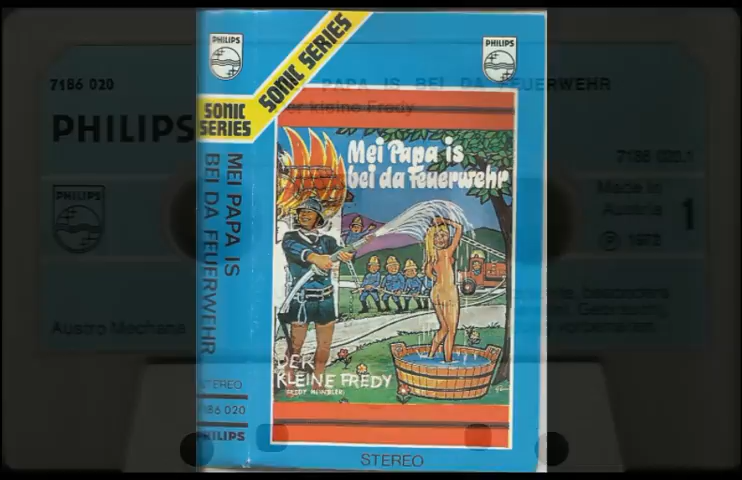 PHILIPS
PHILIPS
SONIC SERIES
SONIC
SERIES
MEI PAPA IS
BEI DA FEUERWEHR
STEREO
7186 020
PHILIPS
Mei Papa is
bei da Feuerwehr
DER
KLEINE FREDY
STEREO
7186 020
PHILIPS
PHILIPS
Austro Mechana
PAPA IS BEI DA FEUERWEHR
der kleine Fredy
7186 020.1
Made in
Austria
1
℗ 1972
besonders